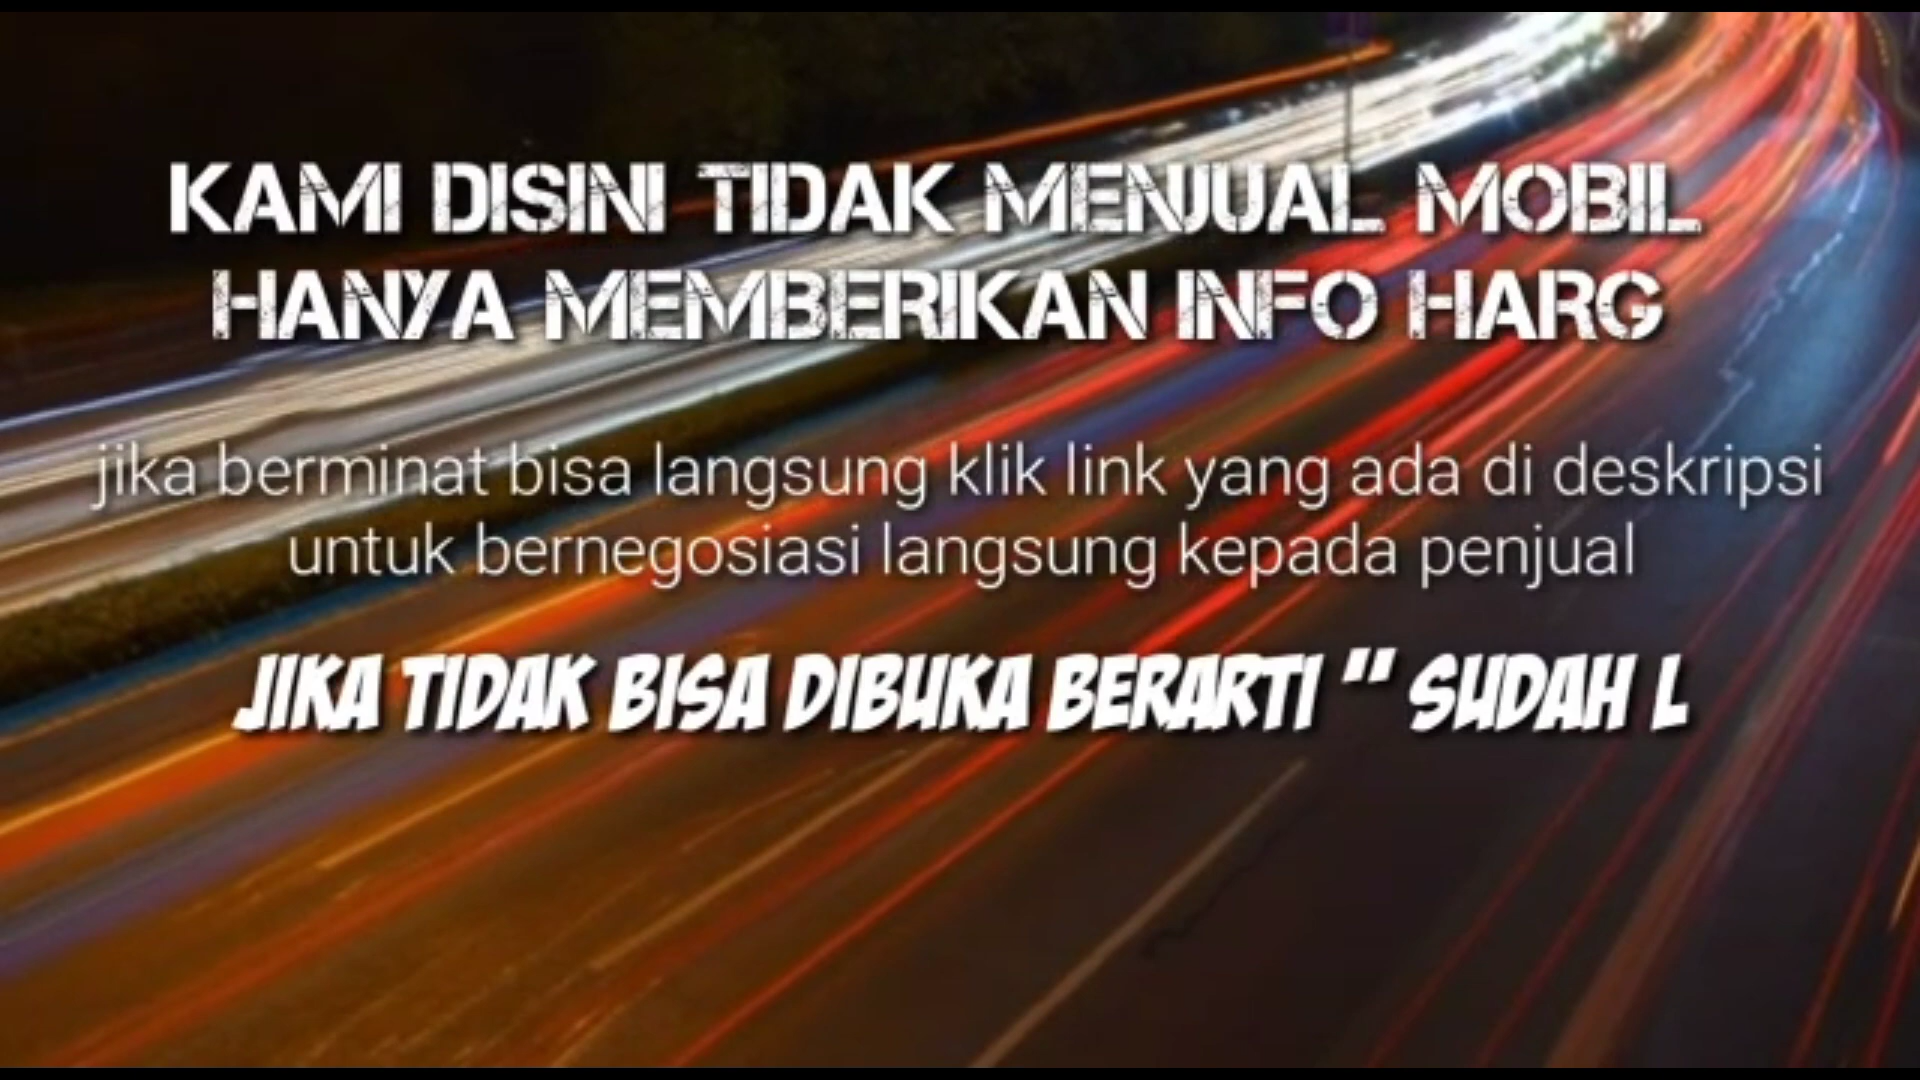 KAMI DISINI TIDAK MENJUAL MOBIL
HANYA MEMBERIKAN INFO HARG
jika berminat bisa langsung klik link yang ada di deskripsi
untuk bernegosiasi langsung kepada penjual
JIKA TIDAK BISA DIBUKA BERARTI " SUDAH L